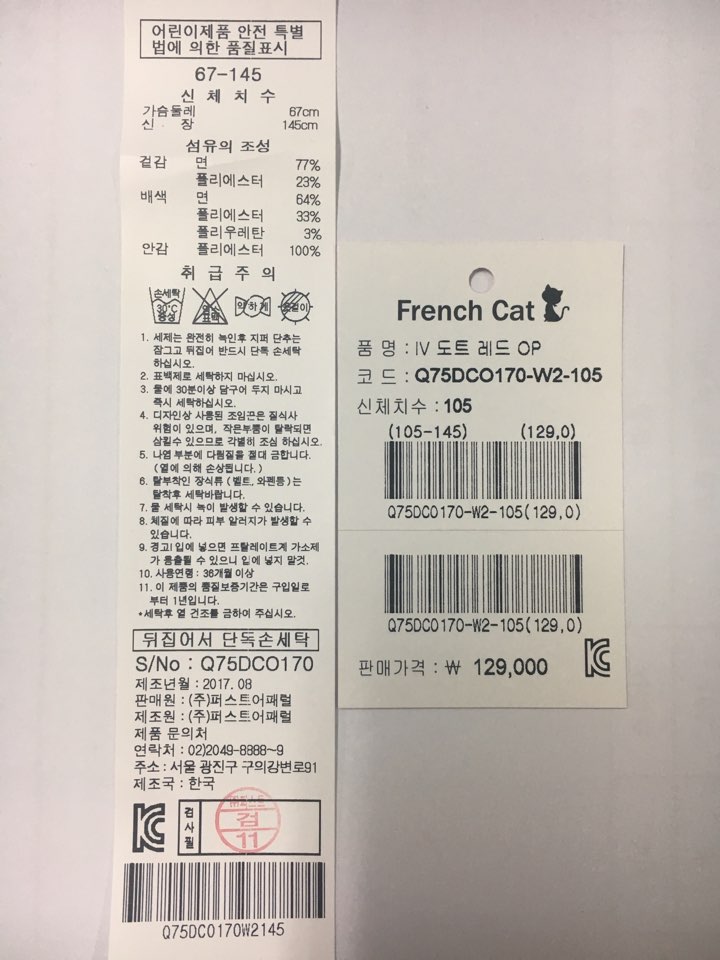 어린이제품 안전 특별
법에 의한 품질표시
67-145
신 체 치 수
가슴둘레 67cm
신 장 145cm
섬유의 조성
겉감 면 77%
폴리에스터 23%
배색 면 64%
폴리에스터 33%
폴리우레탄 3%
안감 폴리에스터 100%
취 급 주 의
손세탁 30°C 중성 염소 표백 약하게 옷걸이
1. 세제는 완전히 녹인후 지퍼 단추는
잠그고 뒤집어 반드시 단독 손세탁
하십시오.
2. 표백제로 세탁하지 마십시오.
3. 물에 30분이상 담구어 두지 마시고
즉시 세탁하십시오.
4. 디자인상 사용된 조임끈은 질식사
위험이 있으며, 작은부품이 탈락되면
삼킬수 있으므로 각별히 조심 하십시오.
5. 나염 부분에 다림질을 절대 금합니다.
(열에 의해 손상됩니다.)
6. 탈부착인 장식류 (벨트, 와펜등)는
탈착후 세탁바랍니다.
7. 물 세탁시 녹이 발생할 수 있습니다.
8. 체질에 따라 피부 알러지가 발생할 수
있습니다.
9. 경고! 입에 넣으면 프탈레이트계 가소제
가 용출될 수 있으니 입에 넣지 말것.
10. 사용연령 : 36개월 이상
11. 이 제품의 품질보증기간은 구입일로
부터 1년입니다.
*세탁후 열 건조를 금하여 주십시오.
뒤집어서 단독손세탁
S/No : Q75DCO170
제조년월 : 2017. 08
판매원 : (주)퍼스트어패럴
제조원 : (주)퍼스트어패럴
제품 문의처
연락처 : 02)2049-8888~9
주소 : 서울 광진구 구의강변로91
제조국 : 한국
검사필
검
11
Q75DCO170W2145
French Cat
품 명 : IV 도트 레드 OP
코 드 : Q75DCO170-W2-105
신체치수 : 105
(105-145) (129,0)
Q75DCO170-W2-105(129,0)
Q75DCO170-W2-105(129,0)
판매가격 : ₩ 129,000